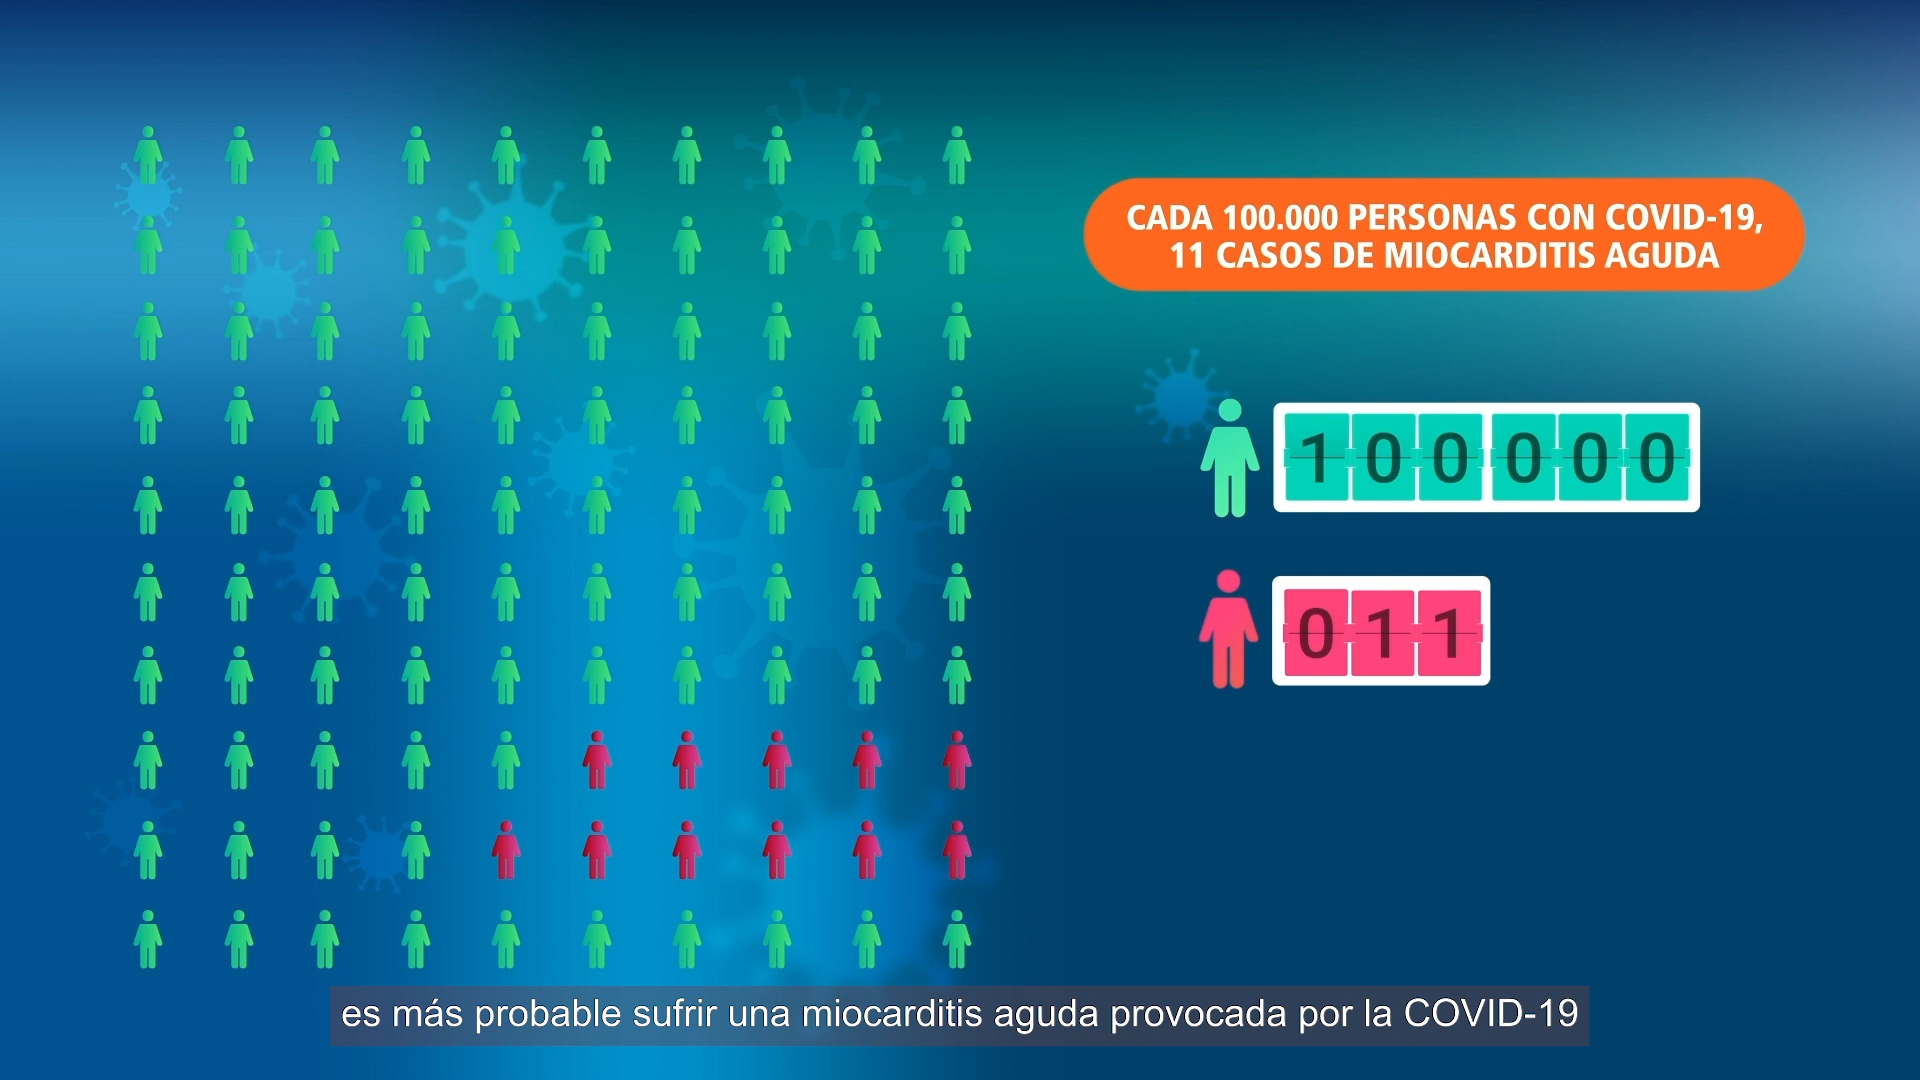 CADA 100.000 PERSONAS CON COVID-19,
11 CASOS DE MIOCARDITIS AGUDA
100000
011
es más probable sufrir una miocarditis aguda provocada por la COVID-19